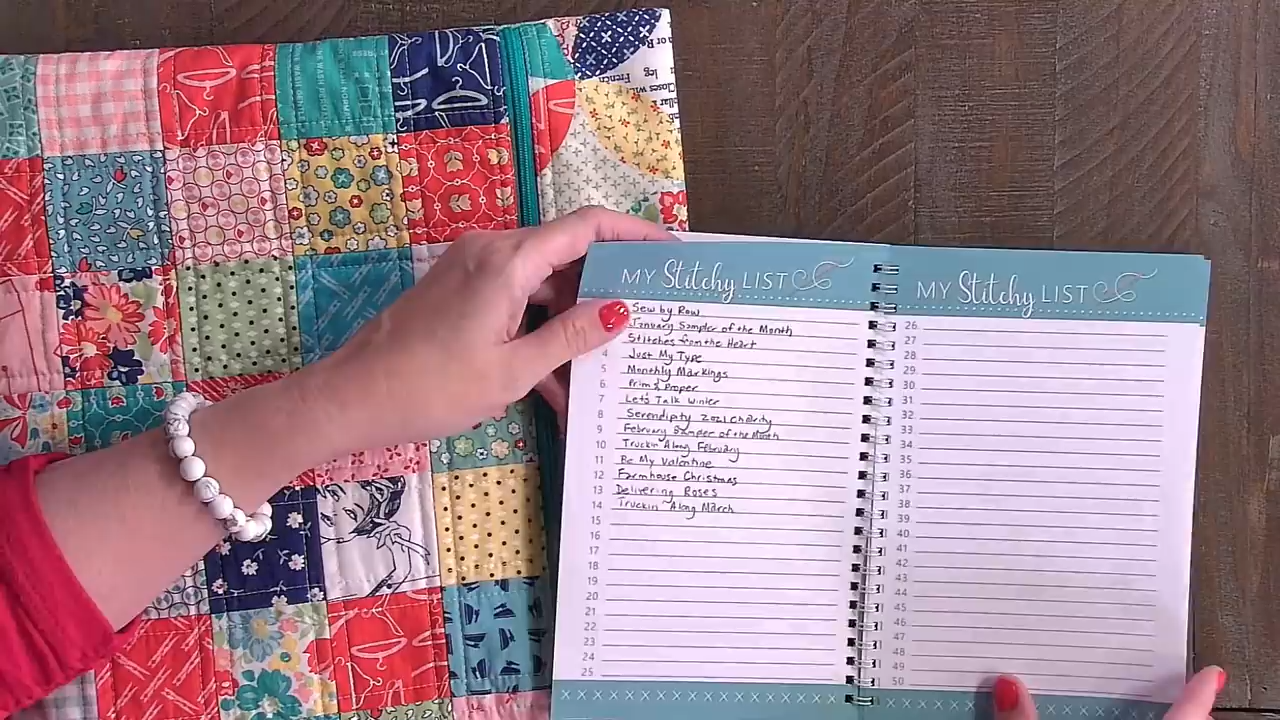 MY Stitchy LIST
Sew by Row
January Sampler of the Month
Stitches from the Heart
4 Just My Type
5 Monthly Markings
6 Prim & Proper
7 Let's Talk Winter
8 Serendipity 2021 Charity
9 February Sampler of the Month
10 Truckin Along February
11 Be My Valentine
12 Farmhouse Christmas
13 Delivering Roses
14 Truckin Along March
15
16
17
18
19
20
21
22
23
24
25
MY Stitchy LIST
26
27
28
29
30
31
32
33
34
35
36
37
38
39
40
41
42
43
44
45
46
47
48
49
50